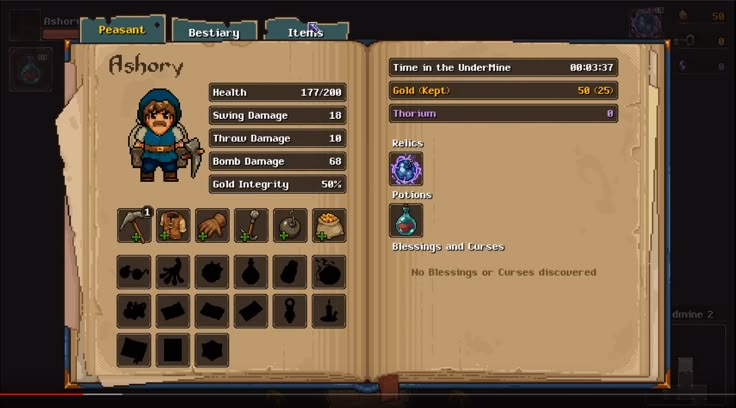 Ashory
50
0
0
Peasant
Bestiary
Items
Ashory
Health 177/200
Swing Damage 18
Throw Damage 10
Bomb Damage 68
Gold Integrity 50%
1
Time in the UnderMine 00:03:37
Gold (Kept) 50 (25)
Thorium 0
Relics
Potions
Blessings and Curses
No Blessings or Curses discovered
dmine 2